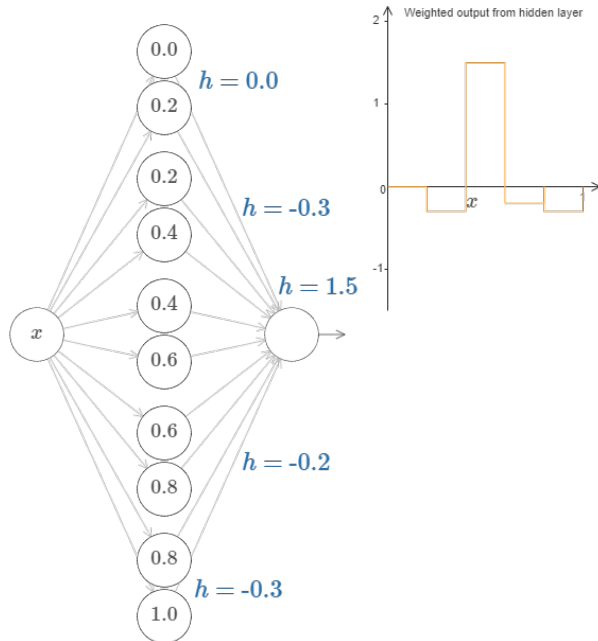 0.0
h = 0.0
0.2
0.2
h = -0.3
0.4
h = 1.5
0.4
x
0.6
0.6
h = -0.2
0.8
0.8
h = -0.3
1.0
Weighted output from hidden layer
2
1
0
x
1
-1